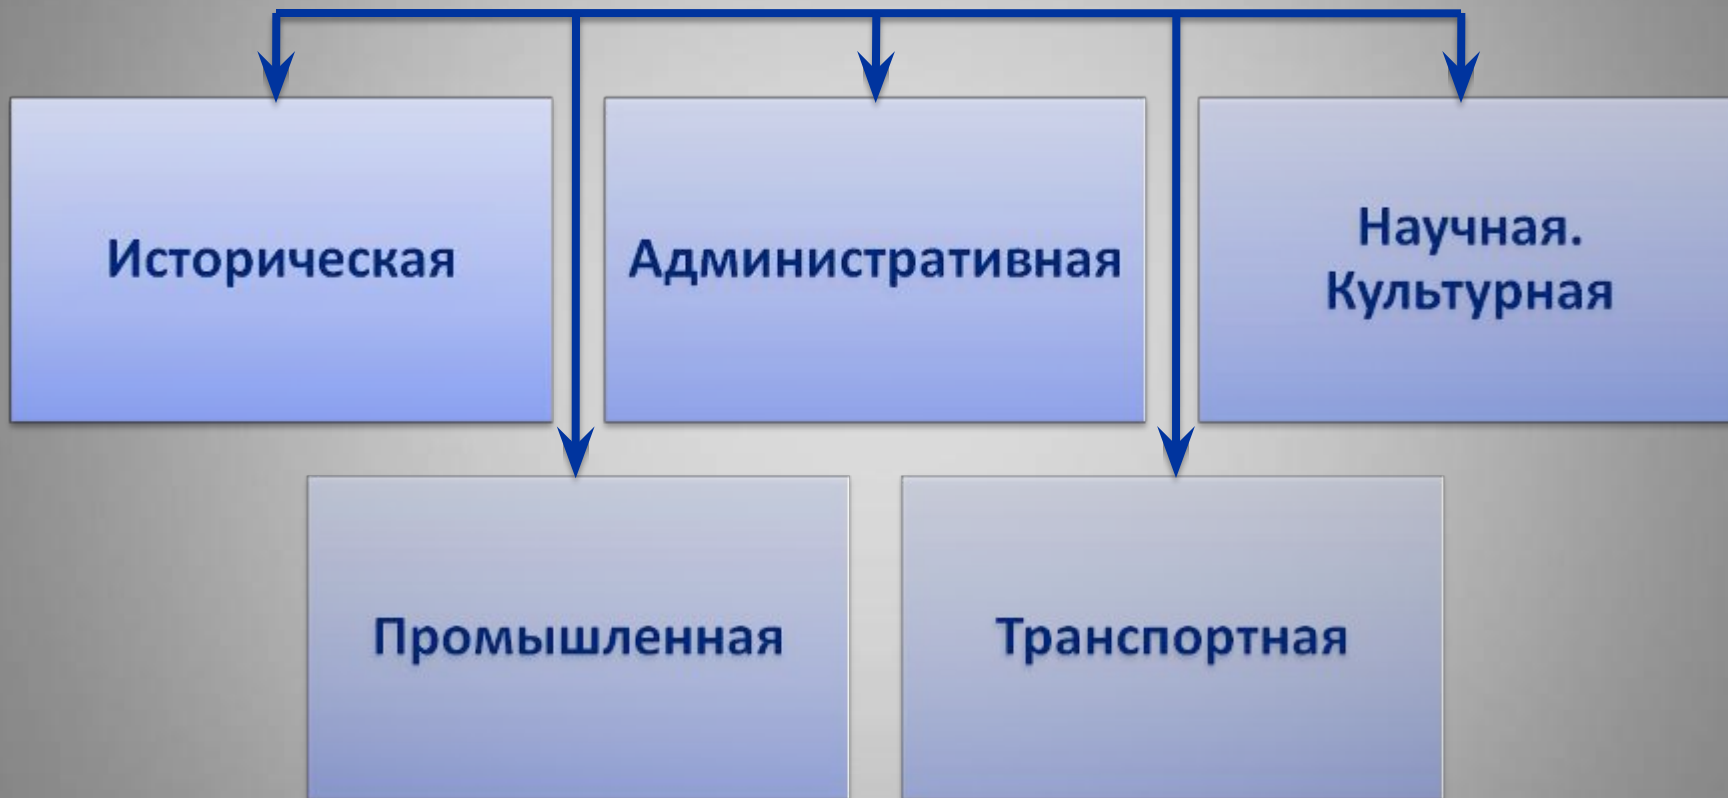 Историческая
Административная
Научная.
Культурная
Промышленная
Транспортная